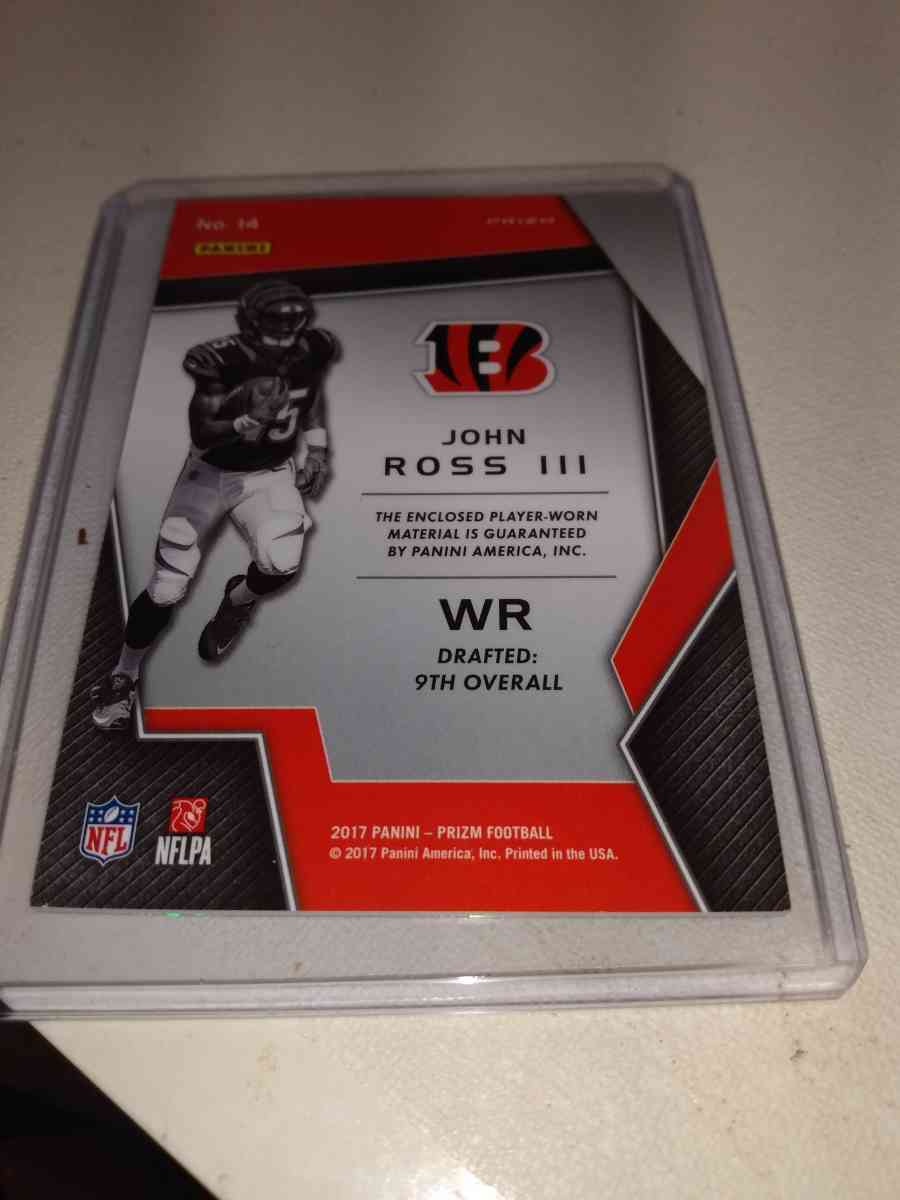 No. 14
PRIZM
PANINI
B
JOHN
ROSS III
THE ENCLOSED PLAYER-WORN
MATERIAL IS GUARANTEED
BY PANINI AMERICA, INC.
WR
DRAFTED:
9TH OVERALL
2017 PANINI – PRIZM FOOTBALL
© 2017 Panini America, Inc. Printed in the USA.
NFL
NFLPA